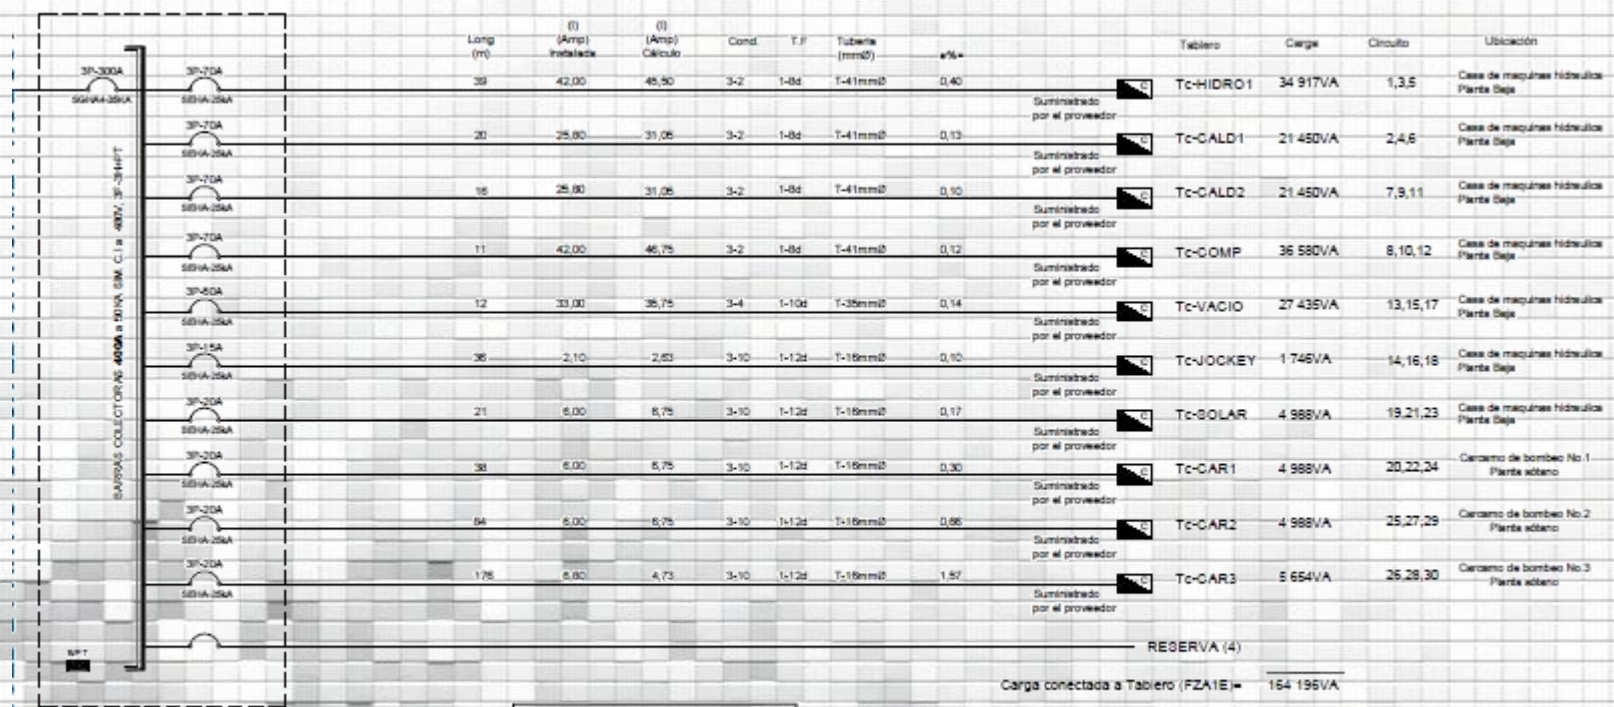 Long (m) (I) (Amp) Instalada (I) (Amp) Cálculo Cond. T.F Tubería (mmØ) e%= Tablero Carga Circuito Ubicación
3P-300A
3P-70A 39 42,00 3-2 1-8d T-41mmØ 0,40 Tc-HIDRO1 34 917VA 1,3,5 Casa de maquinas hidraulica Planta Baja
Suministrado por el proveedor
3P-70A 20 25,80 31,05 3-2 1-8d T-41mmØ 0,13 Tc-CALD1 21 450VA 2,4,6 Casa de maquinas hidraulica Planta Baja
Suministrado por el proveedor
3P-70A 16 25,80 31,05 3-2 1-8d T-41mmØ 0,10 Tc-CALD2 21 450VA 7,9,11 Casa de maquinas hidraulica Planta Baja
Suministrado por el proveedor
3P-70A 11 42,00 46,75 3-2 1-8d T-41mmØ 0,12 Tc-COMP 36 580VA 8,10,12 Casa de maquinas hidraulica Planta Baja
Suministrado por el proveedor
12 33,00 3-4 1-10d T-35mmØ 0,14 Tc-VACIO 27 435VA 13,15,17 Casa de maquinas hidraulica Planta Baja
Suministrado por el proveedor
3P-15A 36 2,10 2,63 3-10 1-12d T-16mmØ 0,10 Tc-JOCKEY 1 746VA 14,16,18 Casa de maquinas hidraulica Planta Baja
Suministrado por el proveedor
3P-20A 21 6,00 6,75 3-10 1-12d T-16mmØ 0,17 Tc-SOLAR 4 988VA 19,21,23 Casa de maquinas hidraulica Planta Baja
Suministrado por el proveedor
3P-20A 38 6,00 6,75 3-10 1-12d T-16mmØ 0,30 Tc-CAR1 4 988VA 20,22,24 Carcamo de bombeo No.1 Planta sótano
Suministrado por el proveedor
3P-20A 84 6,00 6,75 3-10 1-12d T-16mmØ 0,66 Tc-CAR2 4 988VA 25,27,29 Carcamo de bombeo No.2 Planta sótano
Suministrado por el proveedor
3P-20A 176 6,80 4,73 3-10 1-12d T-16mmØ 1,57 Tc-CAR3 5 654VA 26,28,30 Carcamo de bombeo No.3 Planta sótano
Suministrado por el proveedor
RESERVA (4)
Carga conectada a Tablero (FZA1E)= 164 196VA
BARRAS COLECTORAS 400A a 50KA SIM. C.I a 480V, 3F-3H+PT